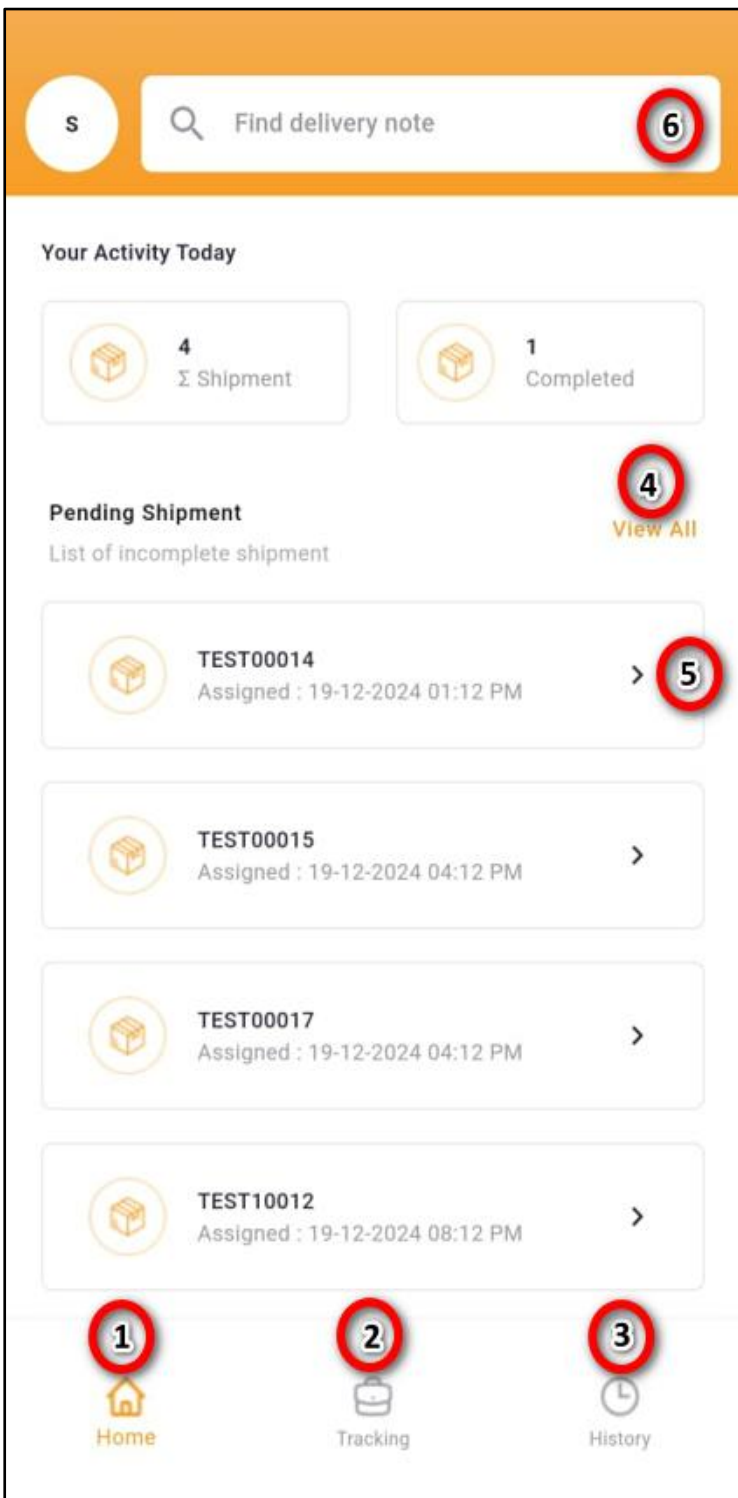 S
Find delivery note
6
Your Activity Today
4
Σ Shipment
1
Completed
4
Pending Shipment
View All
List of incomplete shipment
TEST00014
Assigned : 19-12-2024 01:12 PM
5
TEST00015
Assigned : 19-12-2024 04:12 PM
TEST00017
Assigned : 19-12-2024 04:12 PM
TEST10012
Assigned : 19-12-2024 08:12 PM
1
2
3
Home
Tracking
History